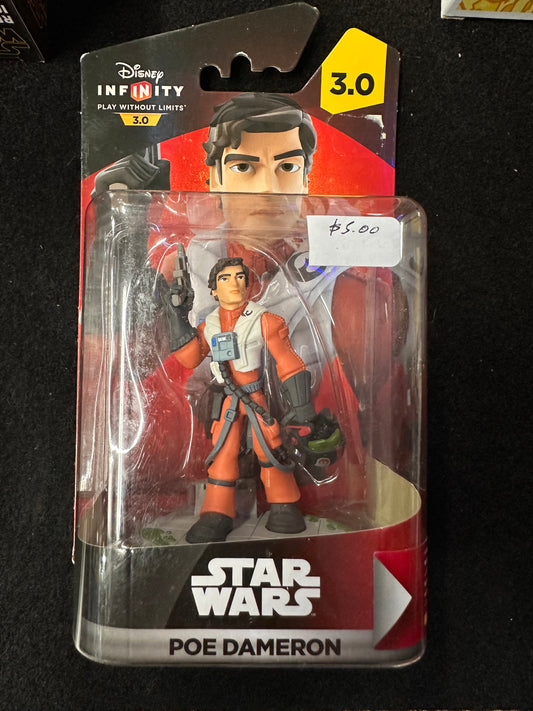 Disney
INFINITY
PLAY WITHOUT LIMITS
3.0
3.0
$5.00
STAR
WARS
POE DAMERON